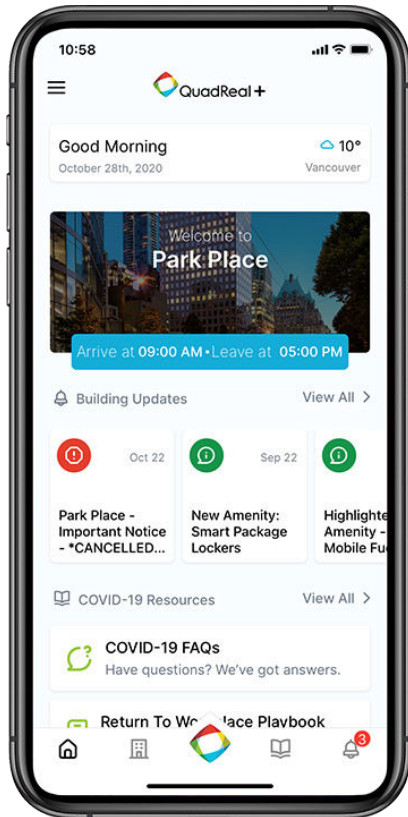 10:58
QuadReal+
Good Morning
10°
October 28th, 2020
Vancouver
Welcome to
Park Place
Arrive at 09:00 AM • Leave at 05:00 PM
Building Updates
View All >
Oct 22
Park Place -
Important Notice
- *CANCELLED...
Sep 22
New Amenity:
Smart Package
Lockers
Highlighte
Amenity -
Mobile Fu
COVID-19 Resources
View All >
COVID-19 FAQs
Have questions? We've got answers.
Return To Wo lace Playbook
3